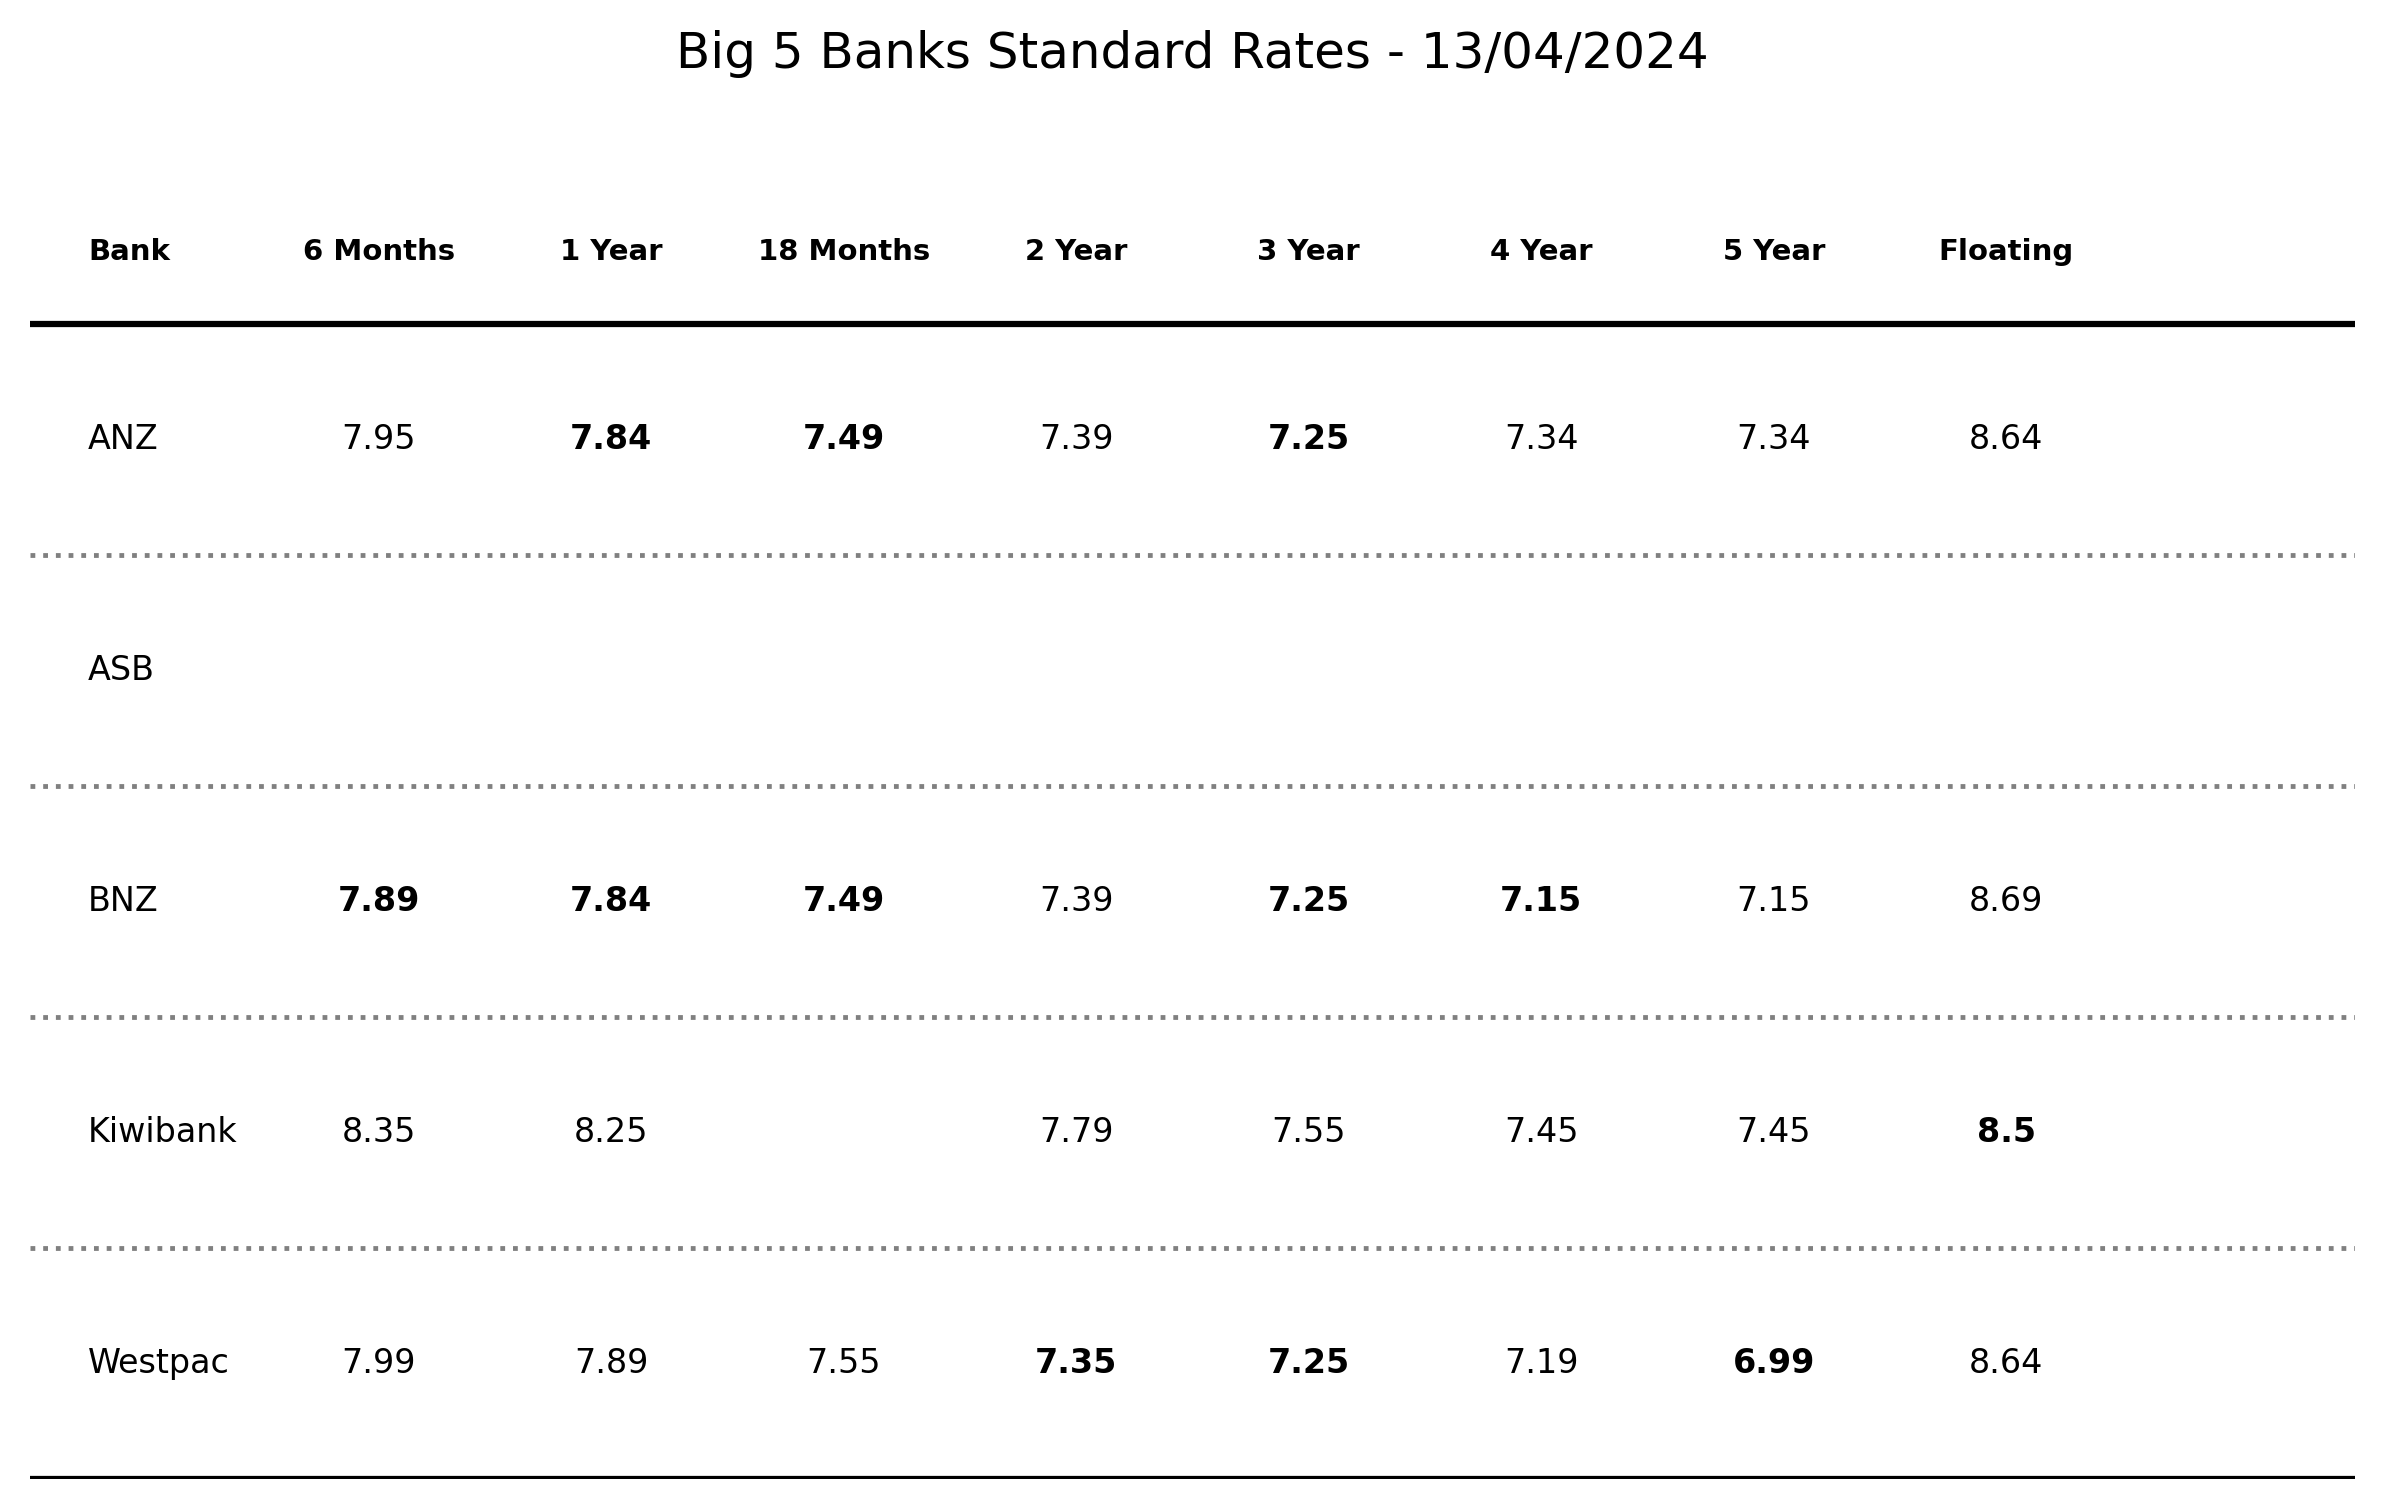 Big 5 Banks Standard Rates - 13/04/2024
Bank 6 Months 1 Year 18 Months 2 Year 3 Year 4 Year 5 Year Floating
ANZ 7.95 7.84 7.49 7.39 7.25 7.34 7.34 8.64
ASB
BNZ 7.89 7.84 7.49 7.39 7.25 7.15 7.15 8.69
Kiwibank 8.35 8.25 7.79 7.55 7.45 7.45 8.5
Westpac 7.99 7.89 7.55 7.35 7.25 7.19 6.99 8.64